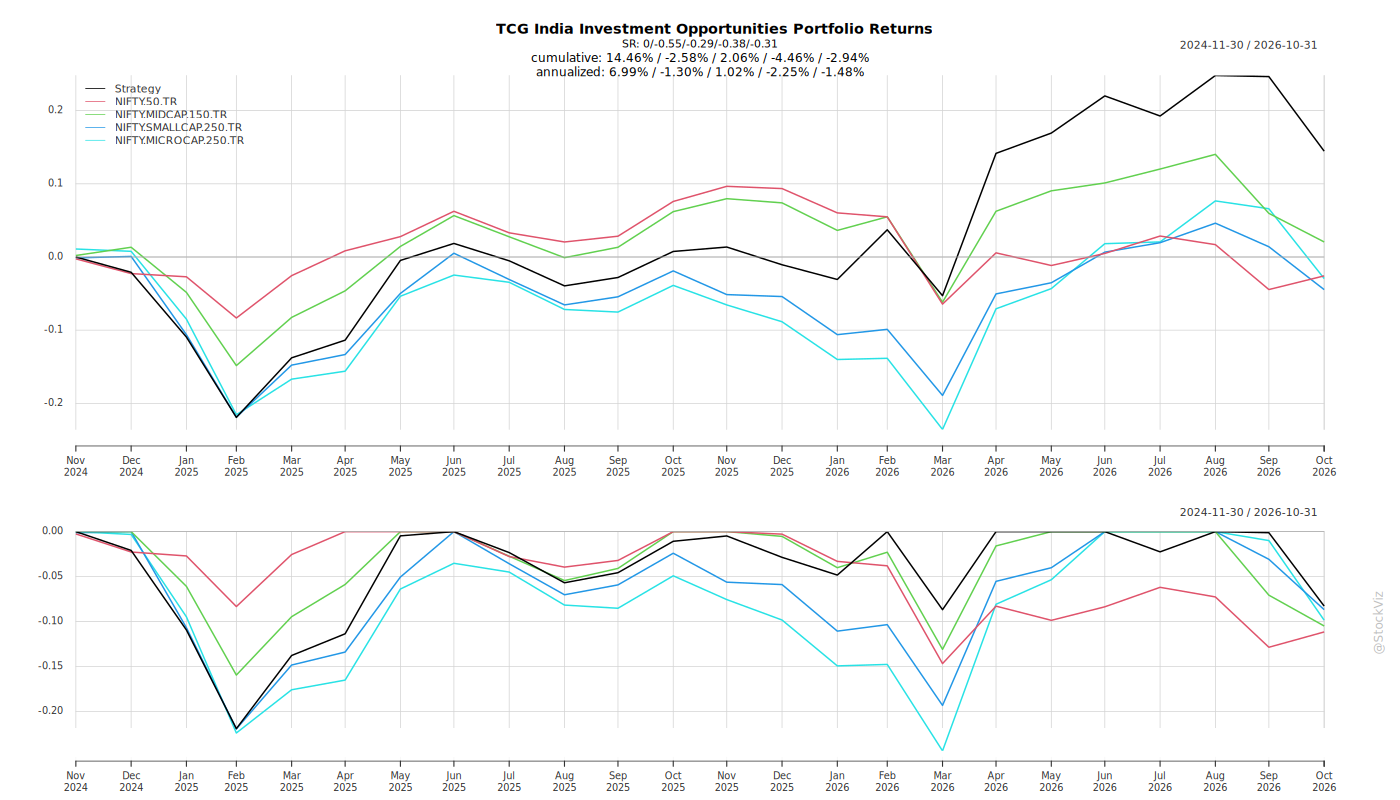 TCG India Investment Opportunities Portfolio Returns
SR: 0/-0.55/-0.29/-0.38/-0.31
cumulative: 14.46% / -2.58% / 2.06% / -4.46% / -2.94%
annualized: 6.99% / -1.30% / 1.02% / -2.25% / -1.48%
2024-11-30 / 2026-10-31
Strategy
NIFTY.50.TR
NIFTY.MIDCAP.150.TR
NIFTY.SMALLCAP.250.TR
NIFTY.MICROCAP.250.TR
0.2
0.1
0.0
-0.1
-0.2
Nov Dec Jan Feb Mar Apr May Jun Jul Aug Sep Oct Nov Dec Jan Feb Mar Apr May Jun Jul Aug Sep Oct
2024 2024 2025 2025 2025 2025 2025 2025 2025 2025 2025 2025 2025 2025 2026 2026 2026 2026 2026 2026 2026 2026 2026 2026
2024-11-30 / 2026-10-31
0.00
-0.05
-0.10
-0.15
-0.20
Nov Dec Jan Feb Mar Apr May Jun Jul Aug Sep Oct Nov Dec Jan Feb Mar Apr May Jun Jul Aug Sep Oct
2024 2024 2025 2025 2025 2025 2025 2025 2025 2025 2025 2025 2025 2025 2026 2026 2026 2026 2026 2026 2026 2026 2026 2026
@StockViz